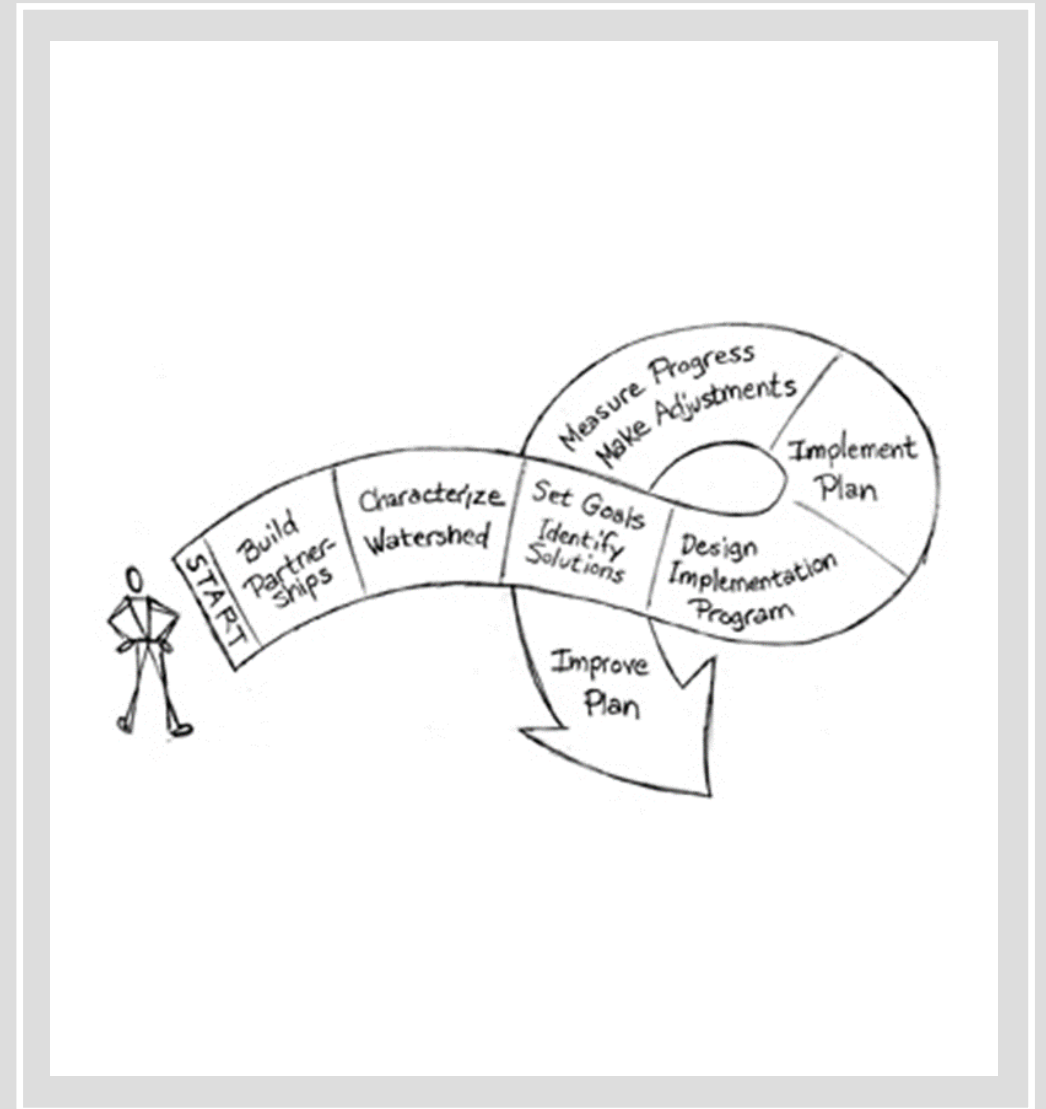 START
Build
Partner-
ships
Characterize
Watershed
Set Goals
Identify
Solutions
Design
Implementation
Program
Implement
Plan
Measure Progress
Make Adjustments
Improve
Plan